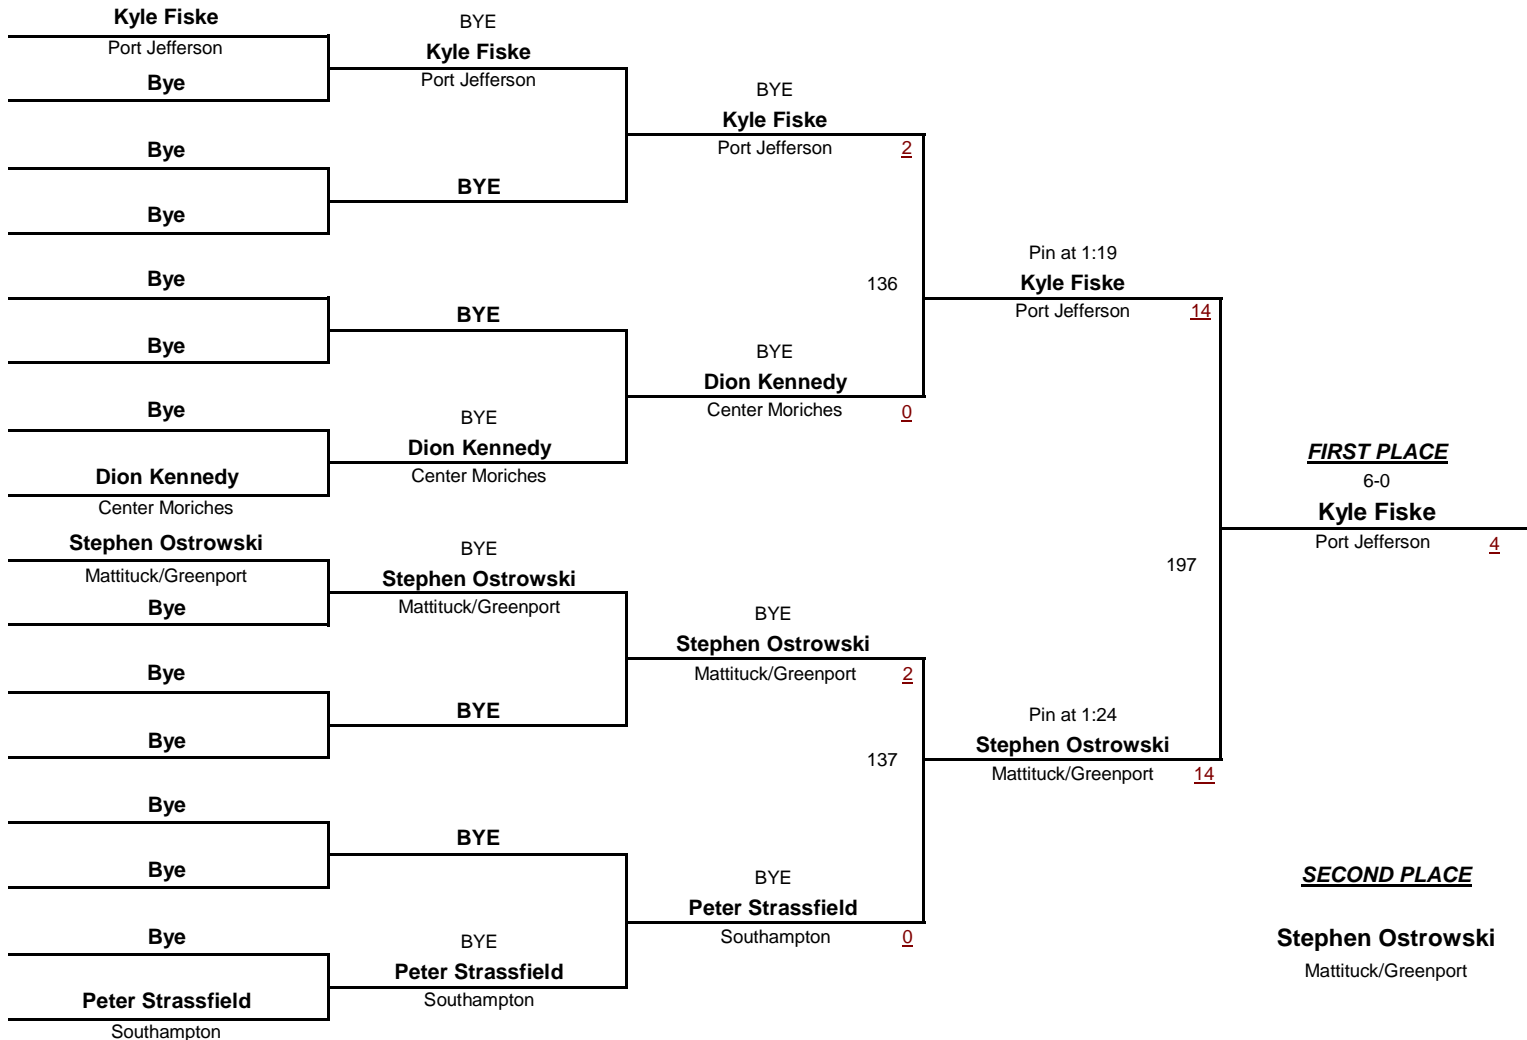 Kyle Fiske
Port Jefferson
Bye
Bye
Bye
Bye
Bye
Bye
Dion Kennedy
Center Moriches
Stephen Ostrowski
Mattituck/Greenport
Bye
Bye
Bye
Bye
Bye
Bye
Peter Strassfield
Southampton
BYE
Kyle Fiske
Port Jefferson
BYE
BYE
BYE
Dion Kennedy
Center Moriches
BYE
Stephen Ostrowski
Mattituck/Greenport
BYE
BYE
BYE
Peter Strassfield
Southampton
BYE
Kyle Fiske
Port Jefferson 2
136
BYE
Dion Kennedy
Center Moriches 0
BYE
Stephen Ostrowski
Mattituck/Greenport 2
137
BYE
Peter Strassfield
Southampton 0
Pin at 1:19
Kyle Fiske
Port Jefferson 14
197
Pin at 1:24
Stephen Ostrowski
Mattituck/Greenport 14
FIRST PLACE
6-0
Kyle Fiske
Port Jefferson 4
SECOND PLACE
Stephen Ostrowski
Mattituck/Greenport